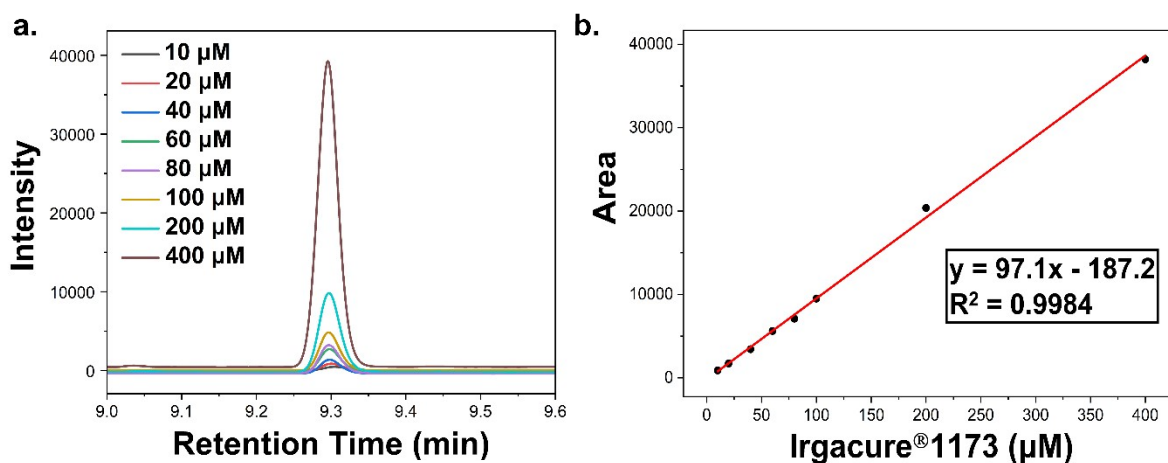 a.
Intensity
40000
30000
20000
10000
0
10 µM
20 µM
40 µM
60 µM
80 µM
100 µM
200 µM
400 µM
9.0 9.1 9.2 9.3 9.4 9.5 9.6
Retention Time (min)
b.
Area
40000
30000
20000
10000
0
y = 97.1x - 187.2
R² = 0.9984
0 50 100 150 200 250 300 350 400
Irgacure®1173 (µM)